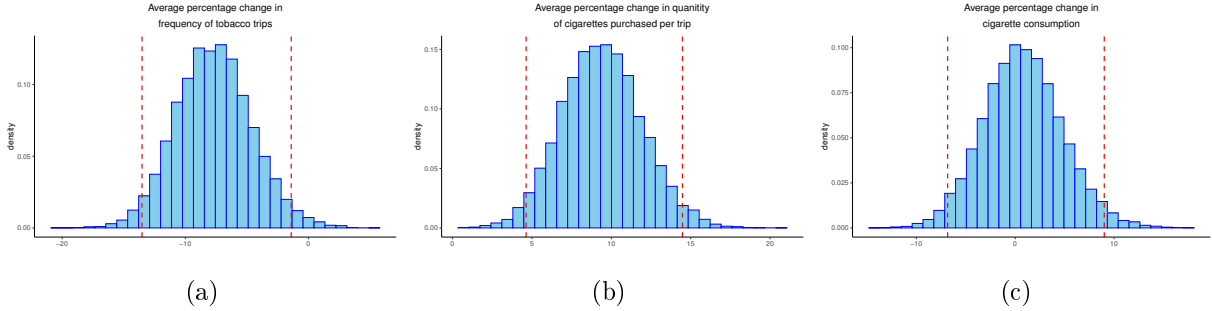 Average percentage change in
frequency of tobacco trips
density
0.10
0.05
0.00
−20
−10
0
(a)
Average percentage change in quanitity
of cigarettes purchased per trip
density
0.15
0.10
0.05
0.00
0
5
10
15
20
(b)
Average percentage change in
cigarette consumption
density
0.100
0.075
0.050
0.025
0.000
−10
0
10
(c)